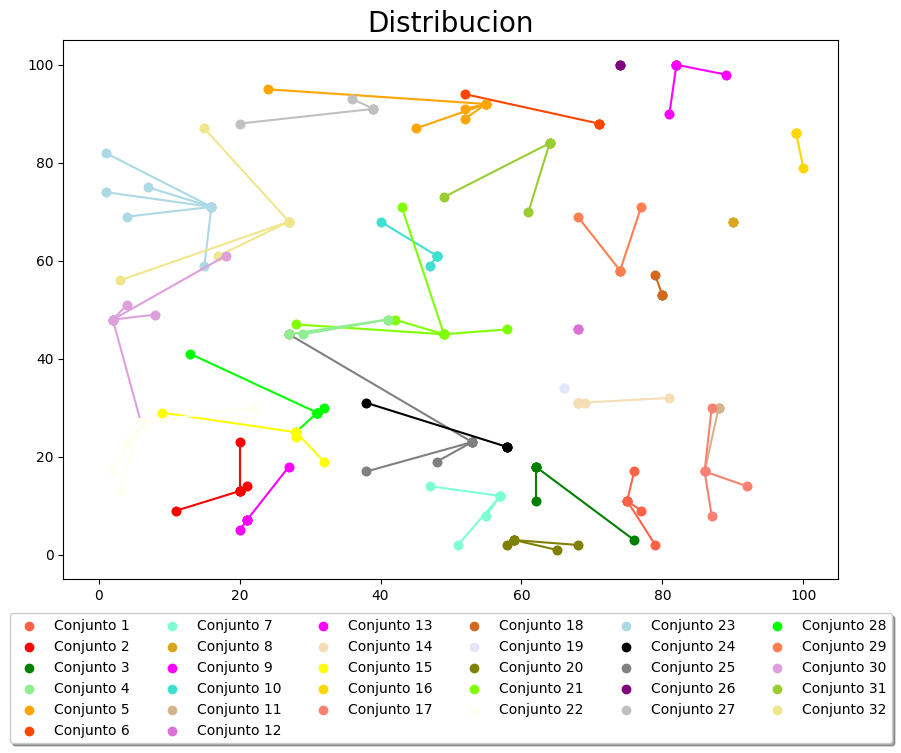 Distribucion
100
80
60
40
20
0
0 20 40 60 80 100
Conjunto 1 Conjunto 7 Conjunto 13 Conjunto 18 Conjunto 23 Conjunto 28
Conjunto 2 Conjunto 8 Conjunto 14 Conjunto 19 Conjunto 24 Conjunto 29
Conjunto 3 Conjunto 9 Conjunto 15 Conjunto 20 Conjunto 25 Conjunto 30
Conjunto 4 Conjunto 10 Conjunto 16 Conjunto 21 Conjunto 26 Conjunto 31
Conjunto 5 Conjunto 11 Conjunto 17 Conjunto 22 Conjunto 27 Conjunto 32
Conjunto 6 Conjunto 12